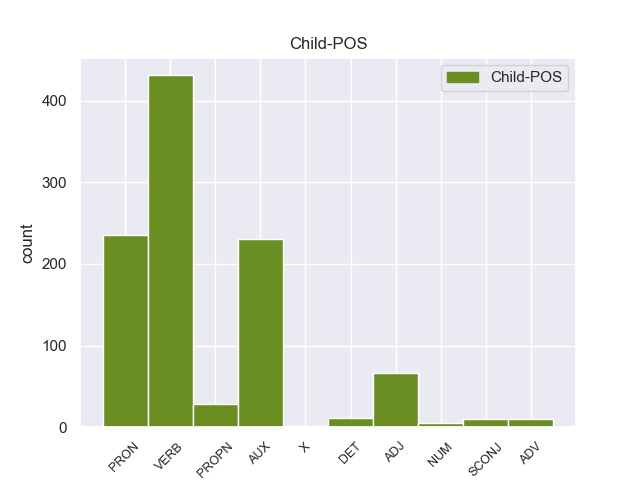 Child-POS
Child-POS
count
400
300
200
100
0
PRON VERB PROPN AUX X DET ADJ NUM SCONJ ADV